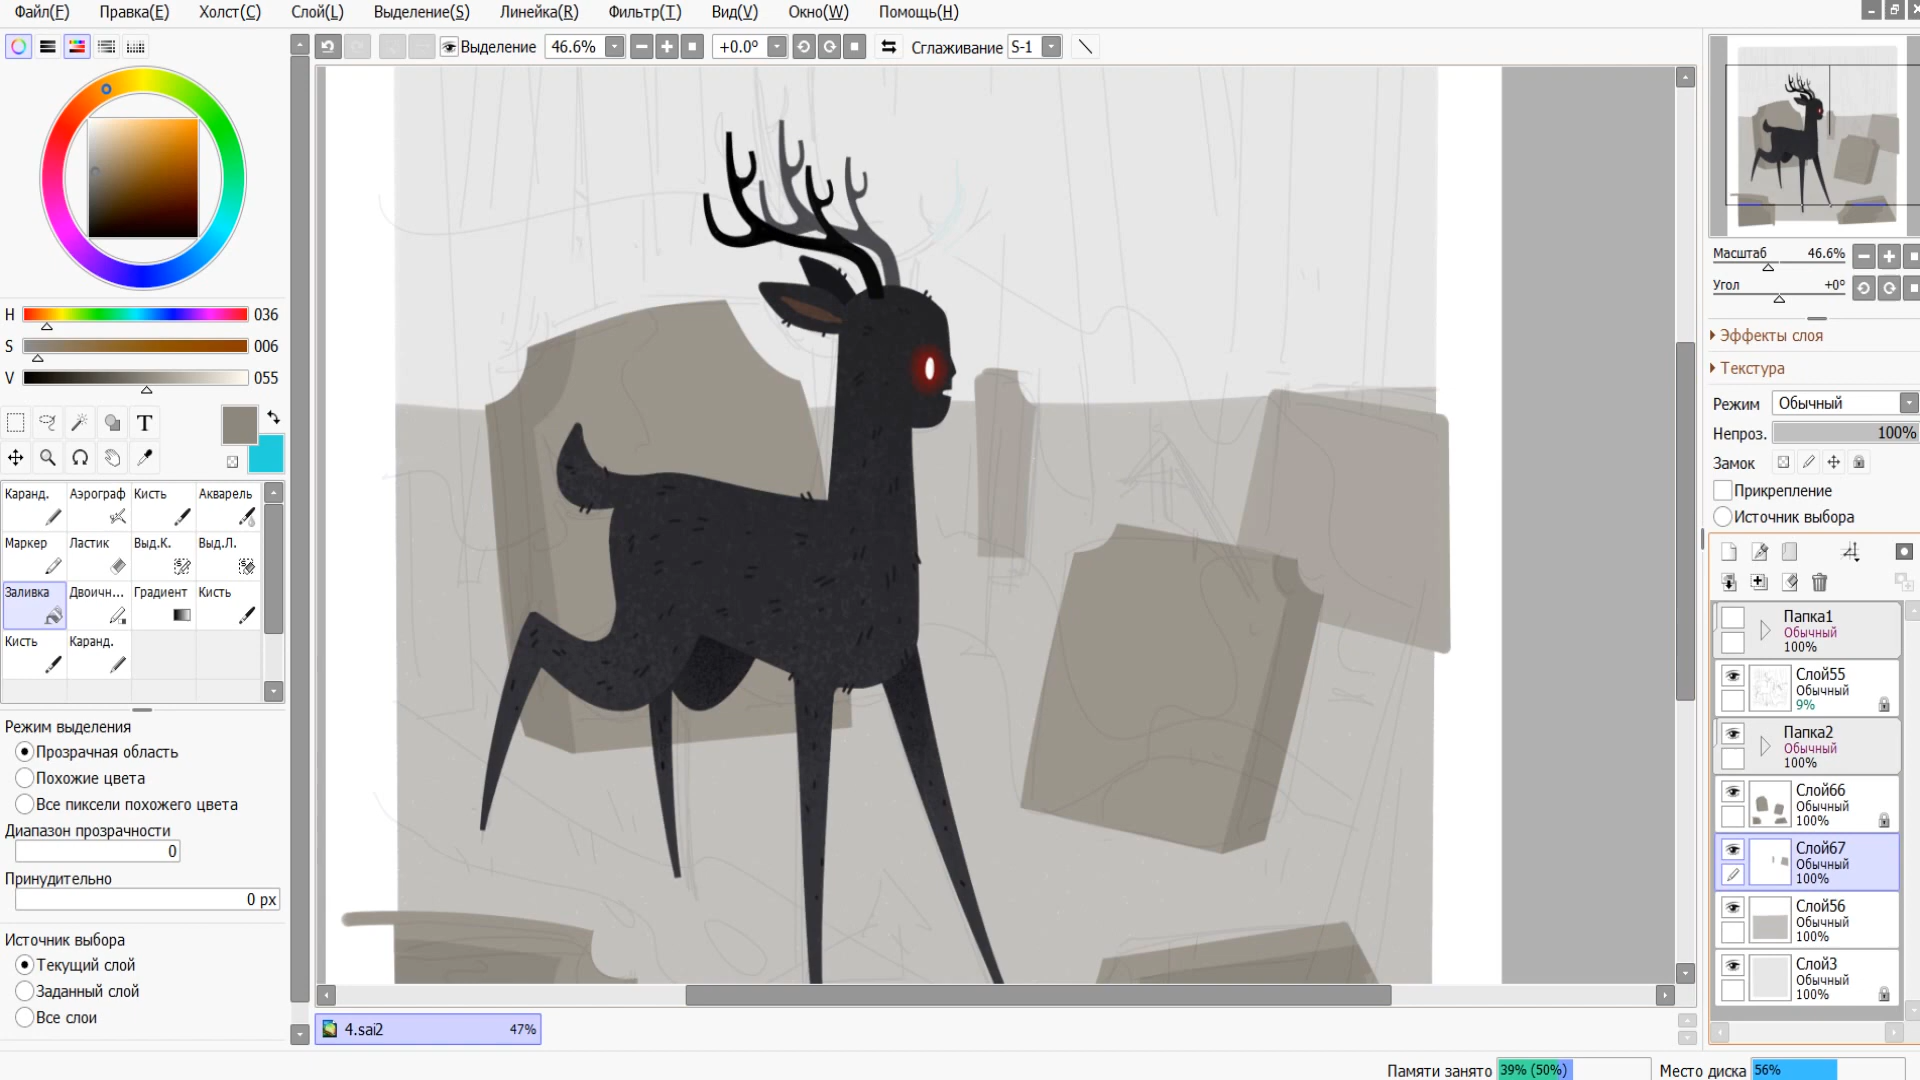 Файл(F) Правка(E) Холст(C) Слой(L) Выделение(S) Линейка(R) Фильтр(T) Вид(V) Окно(W) Помощь(H)
Выделение 46.6% +0.0° Сглаживание S-1
H 036
S 006
V 055
T
Каранд. Аэрограф Кисть Акварель
Маркер Ластик Выд.К. Выд.Л.
Заливка Двоичн... Градиент Кисть
Кисть Каранд.
Режим выделения
Прозрачная область
Похожие цвета
Все пиксели похожего цвета
Диапазон прозрачности
0
Принудительно
0 px
Источник выбора
Текущий слой
Заданный слой
Все слои
4.sai2 47%
Масштаб 46.6%
Угол +0°
Эффекты слоя
Текстура
Режим Обычный
Непроз. 100%
Замок
Прикрепление
Источник выбора
Папка1
Обычный
100%
Слой55
Обычный
9%
Папка2
Обычный
100%
Слой66
Обычный
100%
Слой67
Обычный
100%
Слой56
Обычный
100%
Слой3
Обычный
100%
Памяти занято 39% (50%) Место диска 56%